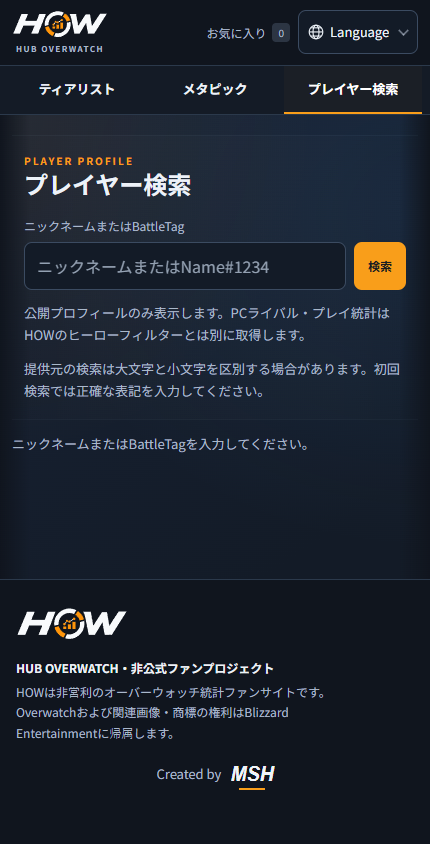 HOW
HUB OVERWATCH
お気に入り 0
Language
ティアリスト メタピック プレイヤー検索
PLAYER PROFILE
プレイヤー検索
ニックネームまたはBattleTag
ニックネームまたはName#1234
検索
公開プロフィールのみ表示します。PCライバル・プレイ統計は
HOWのヒーローフィルターとは別に取得します。
提供元の検索は大文字と小文字を区別する場合があります。初回
検索では正確な表記を入力してください。
ニックネームまたはBattleTagを入力してください。
HOW
HUB OVERWATCH・非公式ファンプロジェクト
HOWは非営利のオーバーウォッチ統計ファンサイトです。
Overwatchおよび関連画像・商標の権利はBlizzard
Entertainmentに帰属します。
Created by MSH